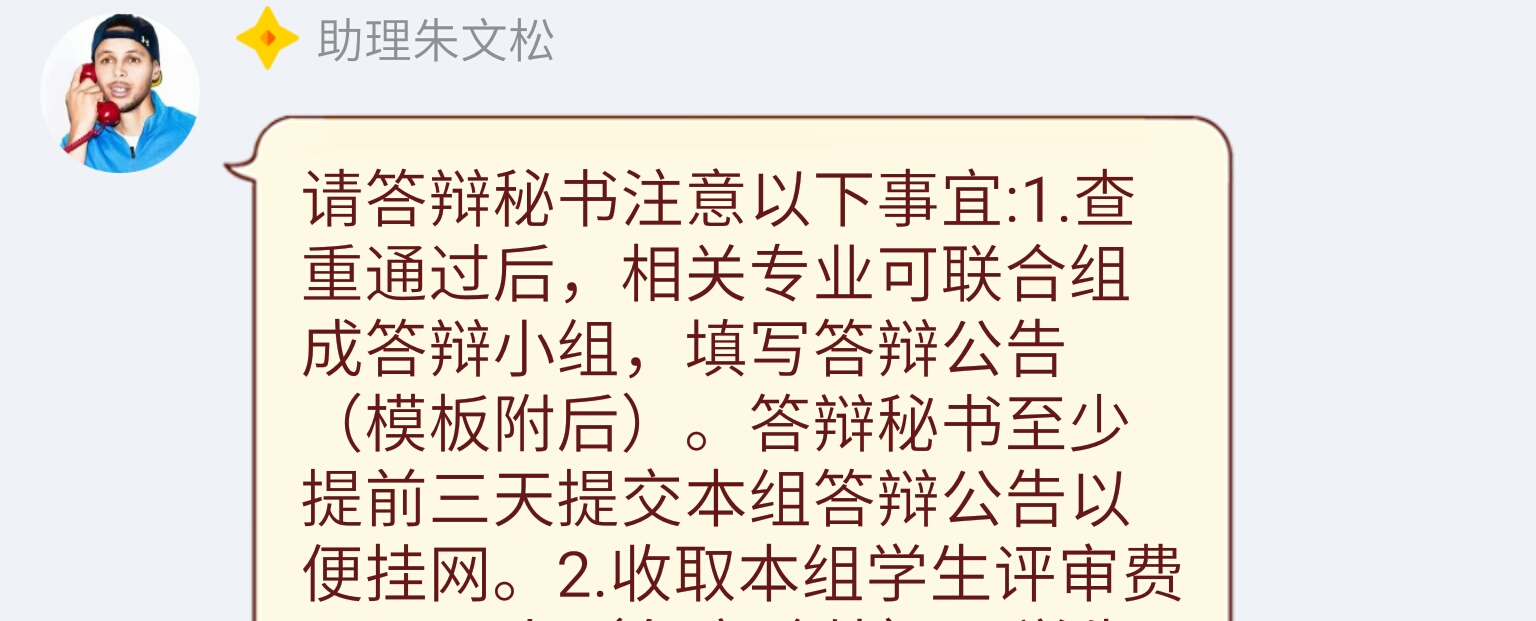 助理朱文松
请答辩秘书注意以下事宜:1.查
重通过后，相关专业可联合组
成答辩小组，填写答辩公告
（模板附后）。答辩秘书至少
提前三天提交本组答辩公告以
便挂网。2.收取本组学生评审费